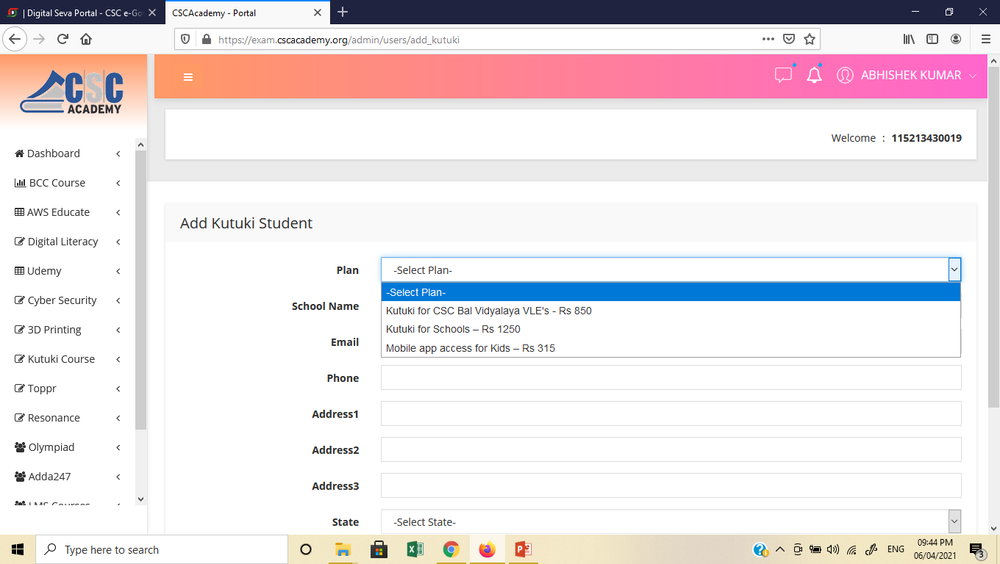 | Digital Seva Portal - CSC e-Go
CSCAcademy - Portal
https://exam.cscacademy.org/admin/users/add_kutuki
CSC
ACADEMY
ABHISHEK KUMAR
Welcome : 115213430019
Dashboard
BCC Course
AWS Educate
Digital Literacy
Udemy
Cyber Security
3D Printing
Kutuki Course
Toppr
Resonance
Olympiad
Adda247
LMS Courses
Add Kutuki Student
Plan
-Select Plan-
-Select Plan-
Kutuki for CSC Bal Vidyalaya VLE's - Rs 850
Kutuki for Schools – Rs 1250
Mobile app access for Kids – Rs 315
School Name
Email
Phone
Address1
Address2
Address3
State
-Select State-
Type here to search
ENG
09:44 PM
06/04/2021
3